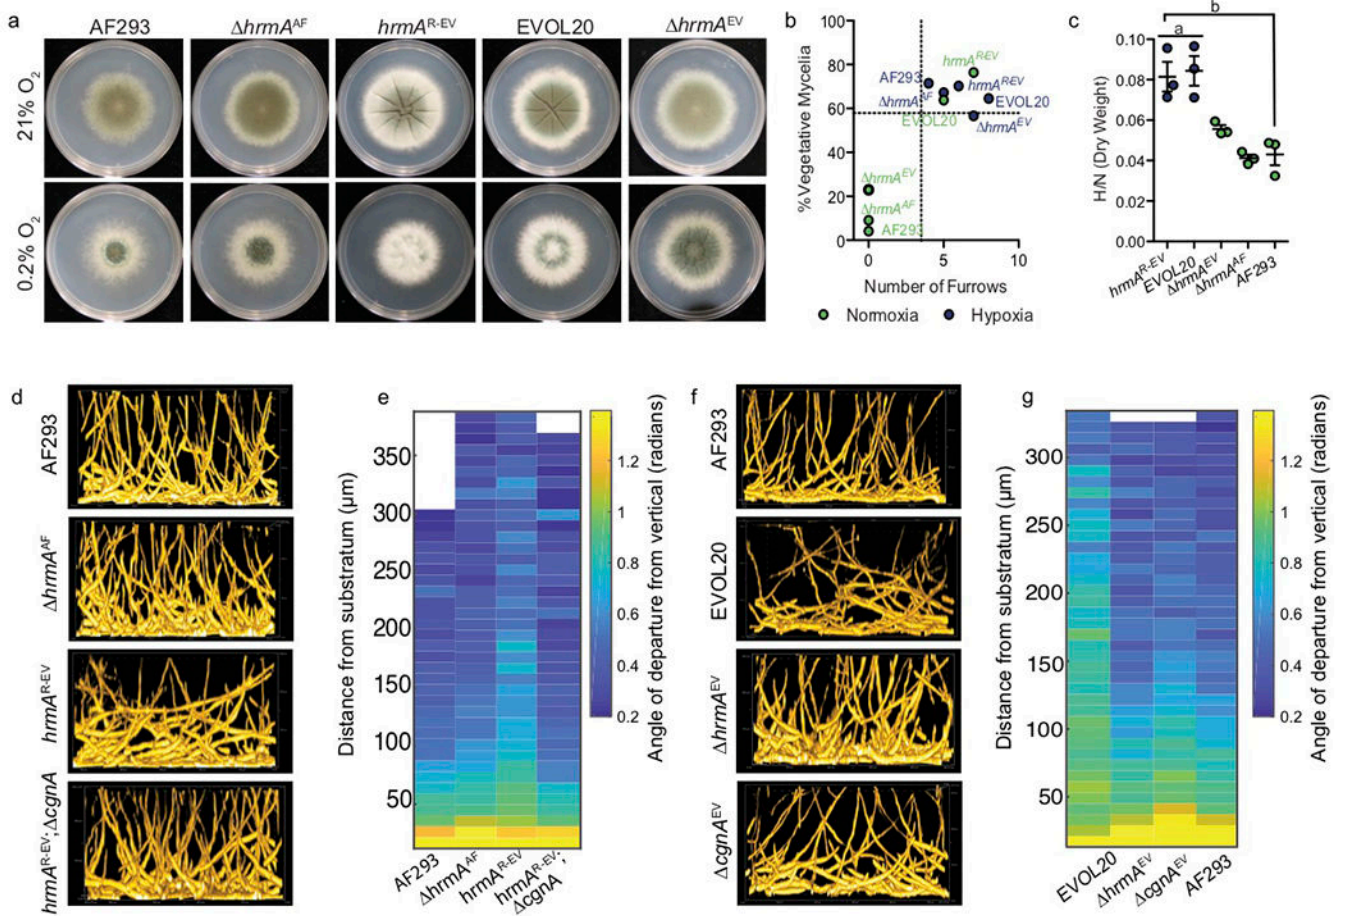 a
AF293
ΔhrmAᴬᶠ
hrmAᴿ⁻ᴱⱽ
EVOL20
ΔhrmAᴱⱽ
21% O₂
0.2% O₂
b
% Vegetative Mycelia
100
80
60
40
20
0
hrmAᴿ⁻ᴱⱽ
AF293
hrmAᴿ⁻ᴱⱽ
ΔhrmAᴬᶠ
EVOL20
EVOL20
ΔhrmAᴱⱽ
ΔhrmAᴱⱽ
ΔhrmAᴬᶠ
AF293
0 5 10
Number of Furrows
Normoxia Hypoxia
c
b
a
H/N (Dry Weight)
0.10
0.08
0.06
0.04
0.02
0.00
hrmAᴿ⁻ᴱⱽ
EVOL20
ΔhrmAᴱⱽ
ΔhrmAᴬᶠ
AF293
d
AF293
ΔhrmAᴬᶠ
hrmAᴿ⁻ᴱⱽ
hrmAᴿ⁻ᴱⱽ;ΔcgnA
e
Distance from substratum (µm)
350
300
250
200
150
100
50
AF293
ΔhrmAᴬᶠ
hrmAᴿ⁻ᴱⱽ
hrmAᴿ⁻ᴱⱽ;
ΔcgnA
1.2
1
0.8
0.6
0.4
0.2
Angle of departure from vertical (radians)
f
AF293
EVOL20
ΔhrmAᴱⱽ
ΔcgnAᴱⱽ
g
Distance from substratum (µm)
300
250
200
150
100
50
EVOL20
ΔhrmAᴱⱽ
ΔcgnAᴱⱽ
AF293
1.2
1
0.8
0.6
0.4
0.2
Angle of departure from vertical (radians)